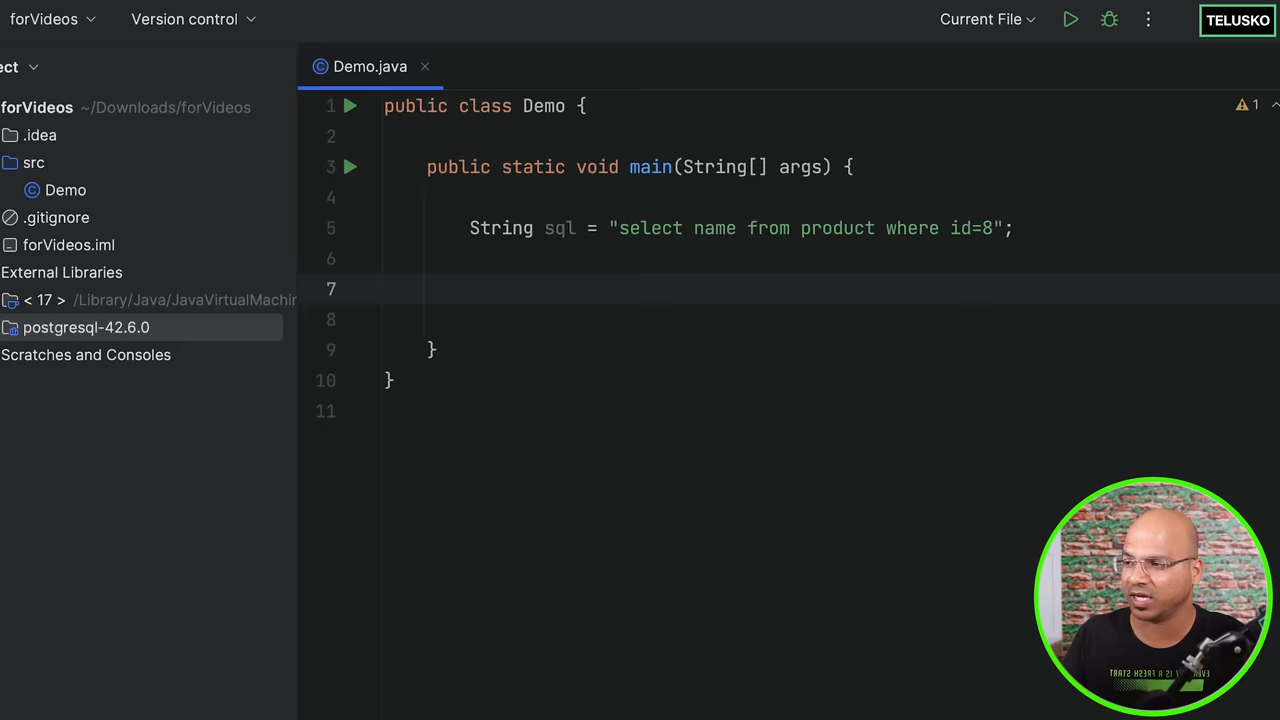 forVideos
Version control
Current File
TELUSKO
ect
Demo.java
forVideos ~/Downloads/forVideos
.idea
src
Demo
.gitignore
forVideos.iml
External Libraries
< 17 > /Library/Java/JavaVirtualMachin
postgresql-42.6.0
Scratches and Consoles
1 public class Demo {
1
2
3 public static void main(String[] args) {
4
5 String sql = "select name from product where id=8";
6
7
8
9 }
10 }
11